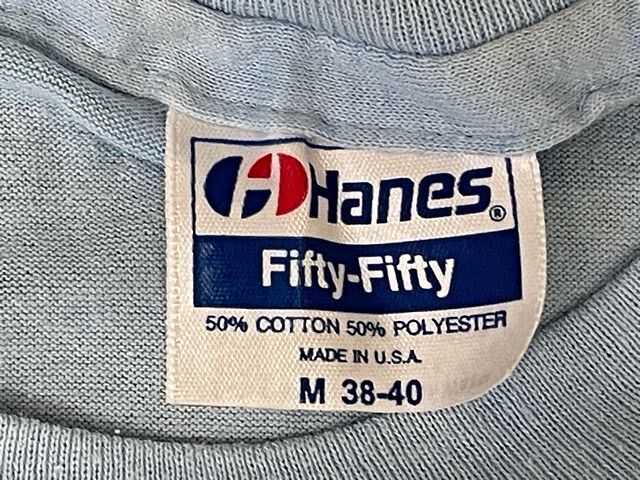 Hanes®
Fifty-Fifty
50% COTTON 50% POLYESTER
MADE IN U.S.A.
M 38-40